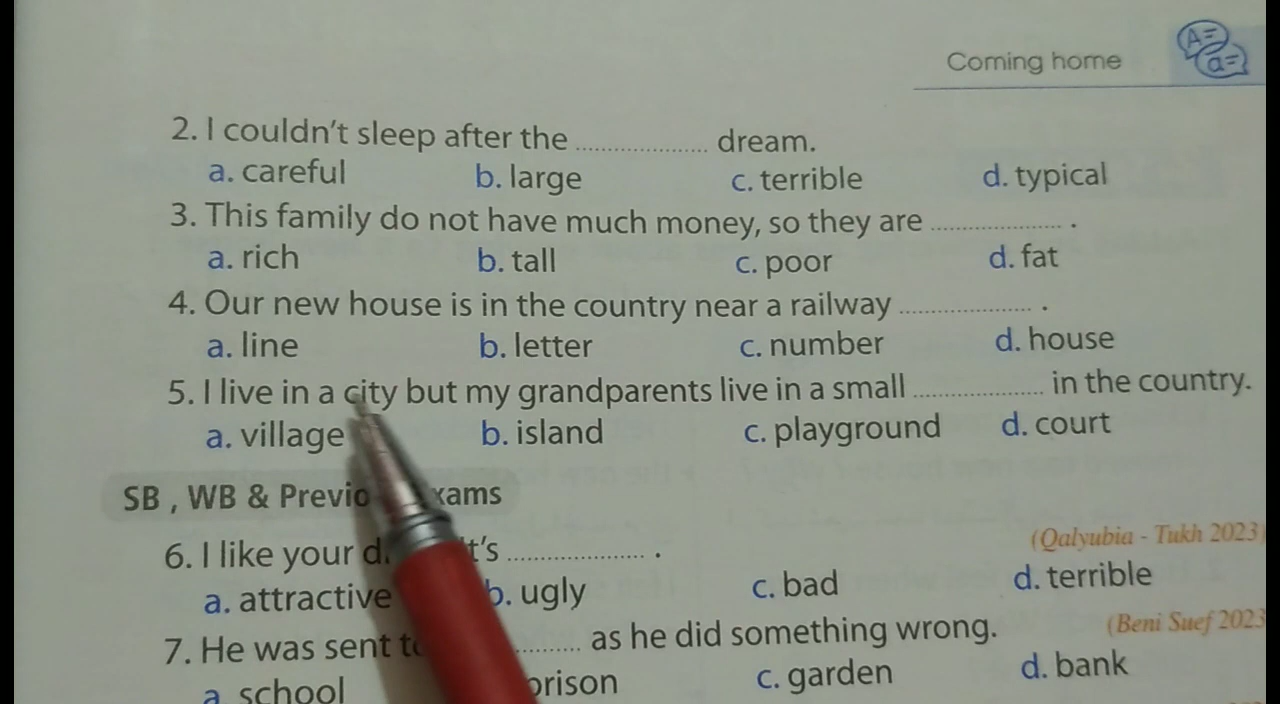 Coming home
A= a=
2. I couldn't sleep after the .................... dream.
a. careful b. large c. terrible d. typical
3. This family do not have much money, so they are .................... .
a. rich b. tall c. poor d. fat
4. Our new house is in the country near a railway .................... .
a. line b. letter c. number d. house
5. I live in a city but my grandparents live in a small .................... in the country.
a. village b. island c. playground d. court
SB , WB & xams
(Qalyubia - Tukh 2023)
6. I like your .................... .
a. attractive b. ugly c. bad d. terrible
(Beni Suef 2023
7. He was sent .......... as he did something wrong.
a. school prison c. garden d. bank